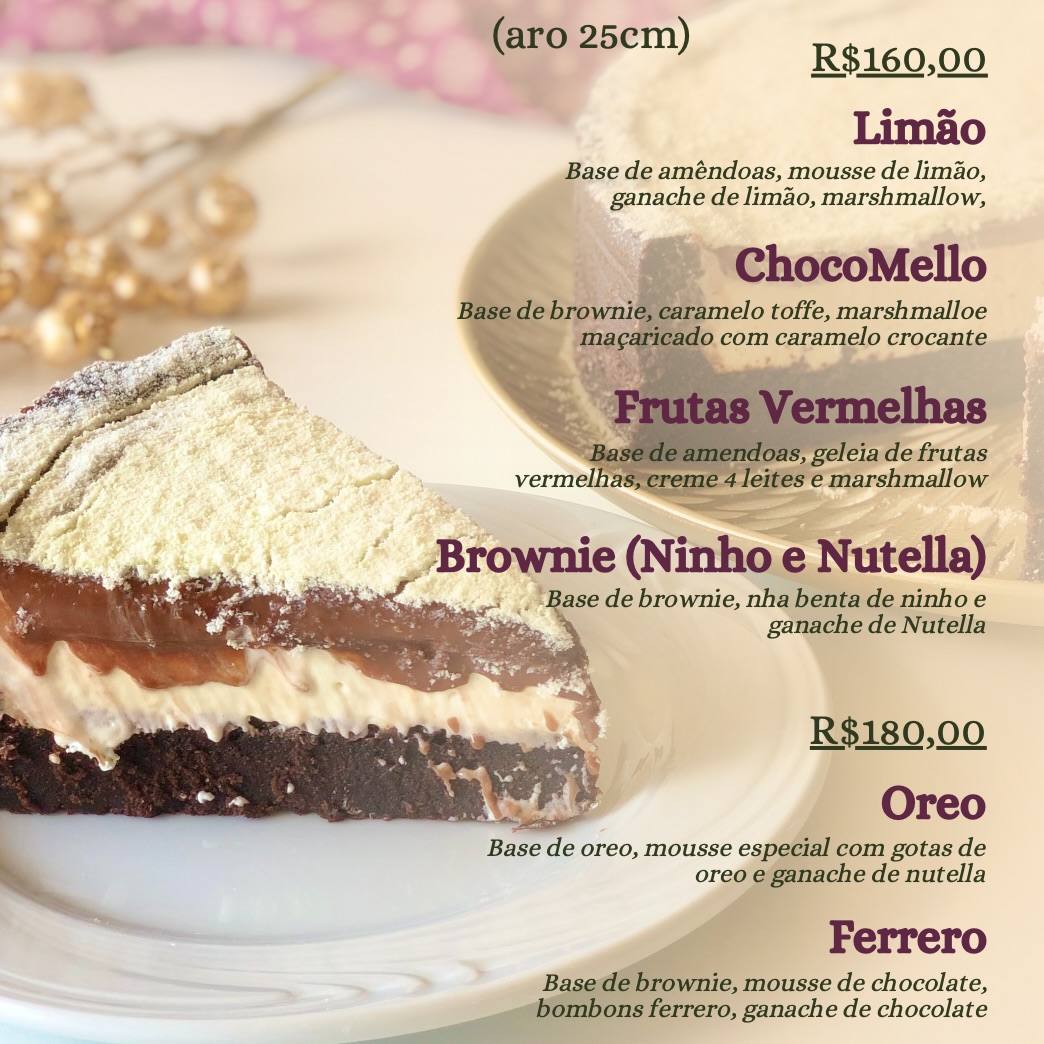 (aro 25cm)
R$160,00
Limão
Base de amêndoas, mousse de limão,
ganache de limão, marshmallow,
ChocoMello
Base de brownie, caramelo toffe, marshmalloe
maçaricado com caramelo crocante
Frutas Vermelhas
Base de amendoas, geleia de frutas
vermelhas, creme 4 leites e marshmallow
Brownie (Ninho e Nutella)
Base de brownie, nha benta de ninho e
ganache de Nutella
R$180,00
Oreo
Base de oreo, mousse especial com gotas de
oreo e ganache de nutella
Ferrero
Base de brownie, mousse de chocolate,
bombons ferrero, ganache de chocolate